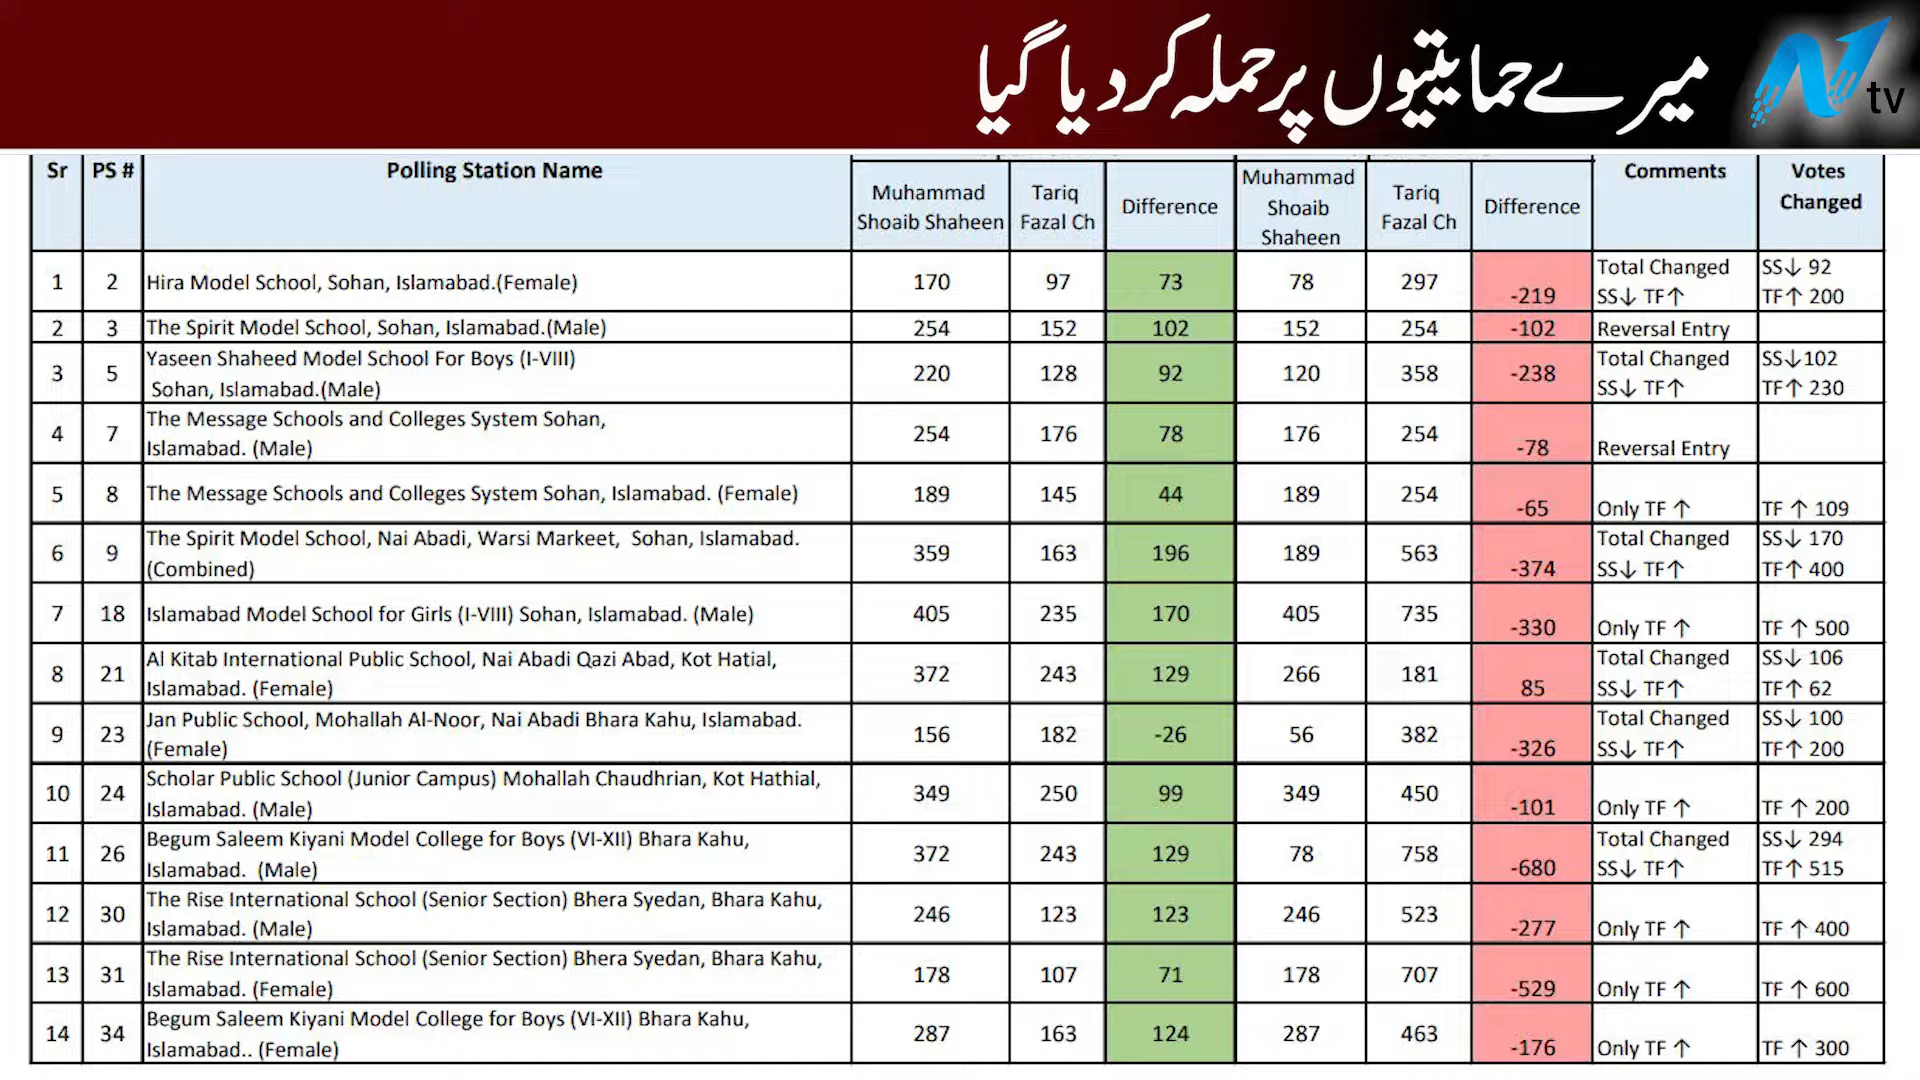 میرے حمایتیوں پر حملہ کر دیا گیا
tv
Sr PS # Polling Station Name Muhammad Shoaib Shaheen Tariq Fazal Ch Difference Muhammad Shoaib Shaheen Tariq Fazal Ch Difference Comments Votes Changed
1 2 Hira Model School, Sohan, Islamabad.(Female) 170 97 73 78 297 -219 Total Changed SS↓ TF↑ SS↓ 92 TF↑ 200
2 3 The Spirit Model School, Sohan, Islamabad.(Male) 254 152 102 152 254 -102 Reversal Entry
3 5 Yaseen Shaheed Model School For Boys (I-VIII) Sohan, Islamabad.(Male) 220 128 92 120 358 -238 Total Changed SS↓ TF↑ SS↓102 TF↑ 230
4 7 The Message Schools and Colleges System Sohan, Islamabad. (Male) 254 176 78 176 254 -78 Reversal Entry
5 8 The Message Schools and Colleges System Sohan, Islamabad. (Female) 189 145 44 189 254 -65 Only TF ↑ TF ↑ 109
6 9 The Spirit Model School, Nai Abadi, Warsi Markeet, Sohan, Islamabad. (Combined) 359 163 196 189 563 -374 Total Changed SS↓ TF↑ SS↓ 170 TF↑ 400
7 18 Islamabad Model School for Girls (I-VIII) Sohan, Islamabad. (Male) 405 235 170 405 735 -330 Only TF ↑ TF ↑ 500
8 21 Al Kitab International Public School, Nai Abadi Qazi Abad, Kot Hatial, Islamabad. (Female) 372 243 129 266 181 85 Total Changed SS↓ TF↑ SS↓ 106 TF↑ 62
9 23 Jan Public School, Mohallah Al-Noor, Nai Abadi Bhara Kahu, Islamabad. (Female) 156 182 -26 56 382 -326 Total Changed SS↓ TF↑ SS↓ 100 TF↑ 200
10 24 Scholar Public School (Junior Campus) Mohallah Chaudhrian, Kot Hathial, Islamabad. (Male) 349 250 99 349 450 -101 Only TF ↑ TF ↑ 200
11 26 Begum Saleem Kiyani Model College for Boys (VI-XII) Bhara Kahu, Islamabad. (Male) 372 243 129 78 758 -680 Total Changed SS↓ TF↑ SS↓ 294 TF↑ 515
12 30 The Rise International School (Senior Section) Bhera Syedan, Bhara Kahu, Islamabad. (Male) 246 123 123 246 523 -277 Only TF ↑ TF ↑ 400
13 31 The Rise International School (Senior Section) Bhera Syedan, Bhara Kahu, Islamabad. (Female) 178 107 71 178 707 -529 Only TF ↑ TF ↑ 600
14 34 Begum Saleem Kiyani Model College for Boys (VI-XII) Bhara Kahu, Islamabad.. (Female) 287 163 124 287 463 -176 Only TF ↑ TF ↑ 300